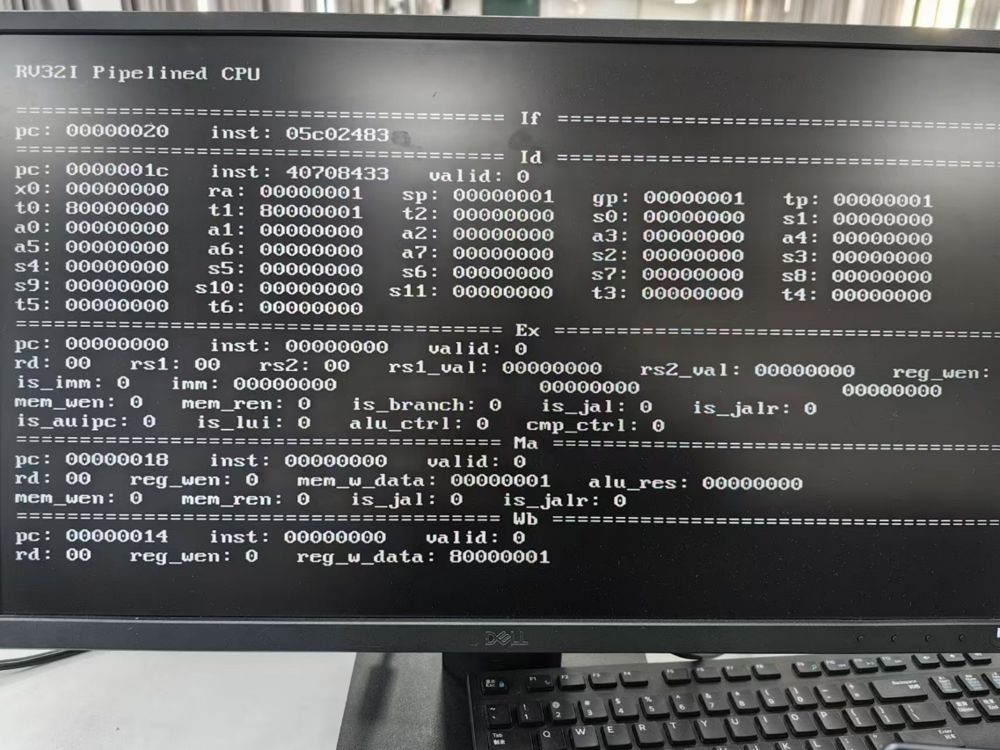 RV32I Pipelined CPU
====================================== If ===================================
pc: 00000020 inst: 05c02483
====================================== Id ===================================
pc: 0000001c inst: 40708433 valid: 0
x0: 00000000 ra: 00000001 sp: 00000001 gp: 00000001 tp: 00000001
t0: 80000000 t1: 80000001 t2: 00000000 s0: 00000000 s1: 00000000
a0: 00000000 a1: 00000000 a2: 00000000 a3: 00000000 a4: 00000000
a5: 00000000 a6: 00000000 a7: 00000000 s2: 00000000 s3: 00000000
s4: 00000000 s5: 00000000 s6: 00000000 s7: 00000000 s8: 00000000
s9: 00000000 s10: 00000000 s11: 00000000 t3: 00000000 t4: 00000000
t5: 00000000 t6: 00000000
====================================== Ex ===================================
pc: 00000000 inst: 00000000 valid: 0
rd: 00 rs1: 00 rs2: 00 rs1_val: 00000000 rs2_val: 00000000 reg_wen:
is_imm: 0 imm: 00000000 00000000 00000000
mem_wen: 0 mem_ren: 0 is_branch: 0 is_jal: 0 is_jalr: 0
is_auipc: 0 is_lui: 0 alu_ctrl: 0 cmp_ctrl: 0
====================================== Ma ===================================
pc: 00000018 inst: 00000000 valid: 0
rd: 00 reg_wen: 0 mem_w_data: 00000001 alu_res: 00000000
mem_wen: 0 mem_ren: 0 is_jal: 0 is_jalr: 0
====================================== Wb ===================================
pc: 00000014 inst: 00000000 valid: 0
rd: 00 reg_wen: 0 reg_w_data: 80000001
DELL
Esc F1
Backspace
Tab Q W E R T Y U I O P
Enter